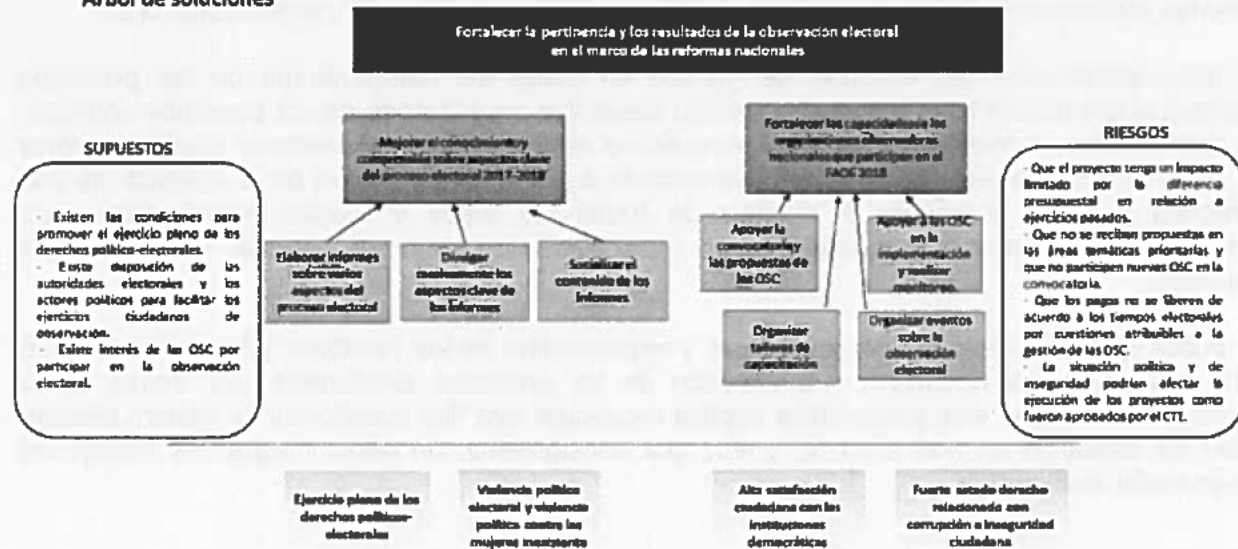 Árbol de soluciones
Fortalecer la pertinencia y los resultados de la observación electoral
en el marco de las reformas nacionales
SUPUESTOS
· Existen las condiciones para
promover el ejercicio pleno de los
derechos político-electorales.
· Existe disposición de las
autoridades electorales y los
actores políticos para facilitar los
ejercicios ciudadanos de
observación.
· Existe interés de las OSC por
participar en la observación
electoral.
Mejorar el conocimiento y
comprensión sobre aspectos clave
del proceso electoral 2017-2018
Elaborar informes
sobre varios
aspectos del
proceso electoral
Divulgar
masivamente los
aspectos clave de
los informes
Socializar el
contenido de los
informes.
Fortalecer las capacidades de las
organizaciones observadoras
nacionales que participen en el
FAOE 2018
Apoyar la
convocatoria y
las propuestas de
las OSC
Apoyar a las OSC
en la
implementación
y realizar
monitoreo.
Organizar
talleres de
capacitación
Organizar eventos
sobre la
observación
electoral
RIESGOS
· Que el proyecto tenga un impacto
limitado por la diferencia
presupuestal en relación a
ejercicios pasados.
· Que no se reciban propuestas en
las áreas temáticas prioritarias y
que no participen nuevas OSC en la
convocatoria.
· Que los pagos no se liberen de
acuerdo a los tiempos electorales
por cuestiones atribuibles a la
gestión de las OSC.
· La situación política y de
inseguridad podrían afectar la
ejecución de los proyectos como
fueron aprobados por el CTE.
Ejercicio pleno de los
derechos político-
electorales
Violencia política
electoral y violencia
política contra las
mujeres inexistente
Alta satisfacción
ciudadana con las
instituciones
democráticas
Fuerte estado derecho
relacionado con
corrupción e inseguridad
ciudadana